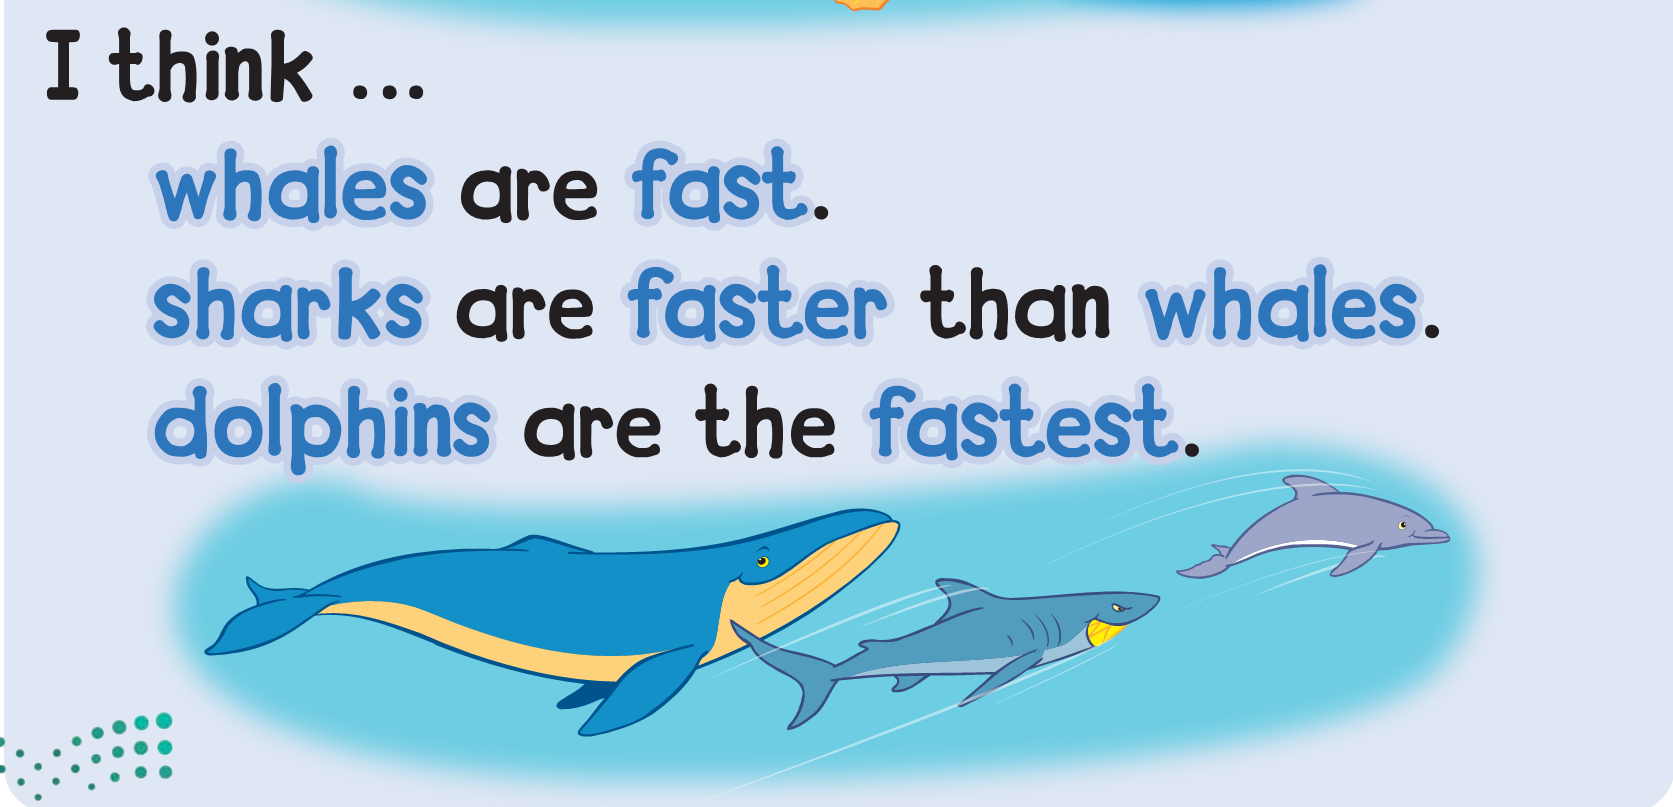 I think ...
whales are fast.
sharks are faster than whales.
dolphins are the fastest.